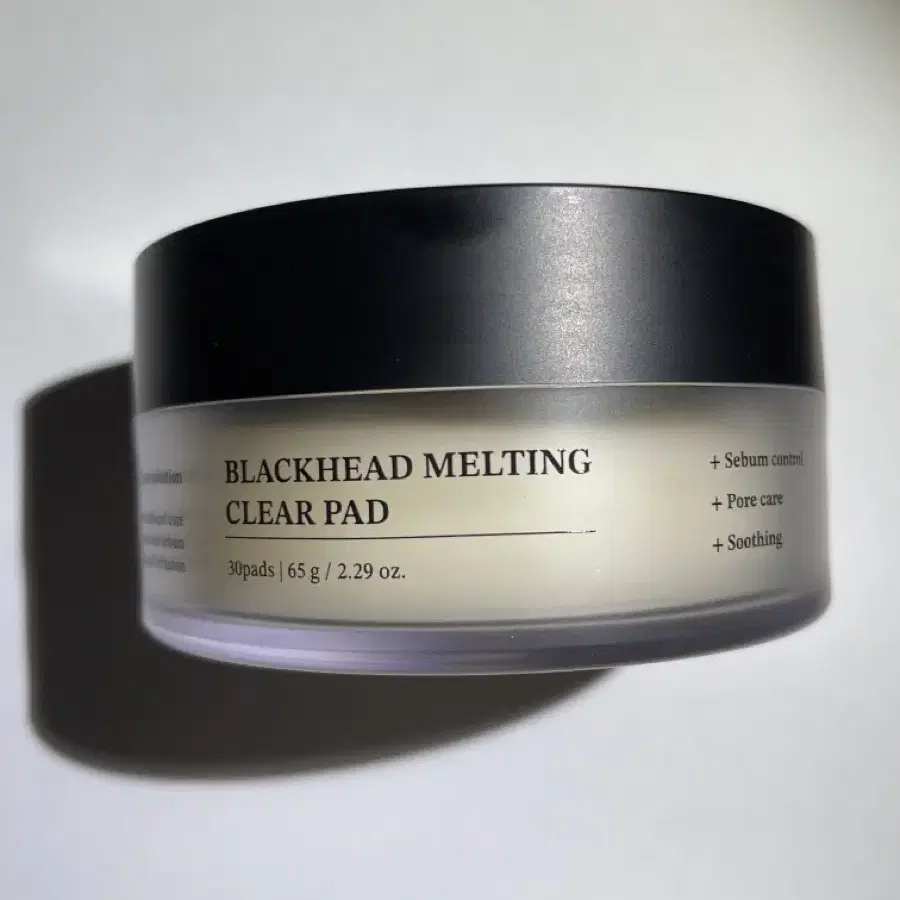 BLACKHEAD MELTING
CLEAR PAD
30pads | 65 g / 2.29 oz.
+ Sebum control
+ Pore care
+ Soothing